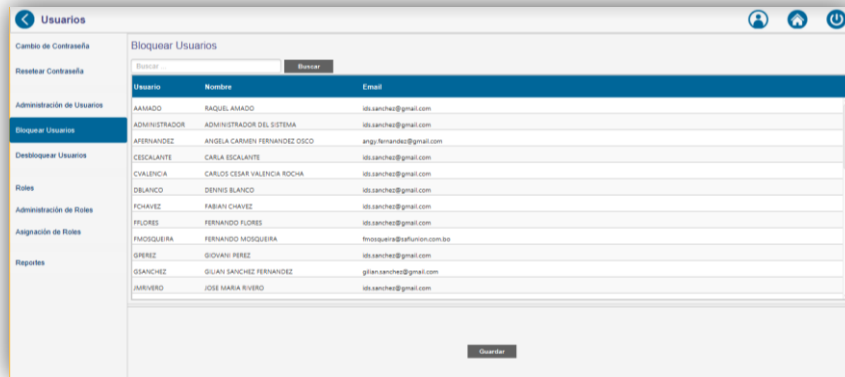 Usuarios
Cambio de Contraseña
Resetear Contraseña
Administración de Usuarios
Bloquear Usuarios
Desbloquear Usuarios
Roles
Administración de Roles
Asignación de Roles
Reportes
Bloquear Usuarios
Buscar ... Buscar
Usuario Nombre Email
AAMADO RAQUEL AMADO ids.sanchez@gmail.com
ADMINISTRADOR ADMINISTRADOR DEL SISTEMA ids.sanchez@gmail.com
AFERNANDEZ ANGELA CARMEN FERNANDEZ OSCO angy.fernandez@gmail.com
CESCALANTE CARLA ESCALANTE ids.sanchez@gmail.com
CVALENCIA CARLOS CESAR VALENCIA ROCHA ids.sanchez@gmail.com
DBLANCO DENNIS BLANCO ids.sanchez@gmail.com
FCHAVEZ FABIAN CHAVEZ ids.sanchez@gmail.com
FFLORES FERNANDO FLORES ids.sanchez@gmail.com
FMOSQUEIRA FERNANDO MOSQUEIRA fmosqueira@safiunion.com.bo
GPEREZ GIOVANI PEREZ ids.sanchez@gmail.com
GSANCHEZ GILIAN SANCHEZ FERNANDEZ gilian.sanchez@gmail.com
JMRIVERO JOSE MARIA RIVERO ids.sanchez@gmail.com
Guardar